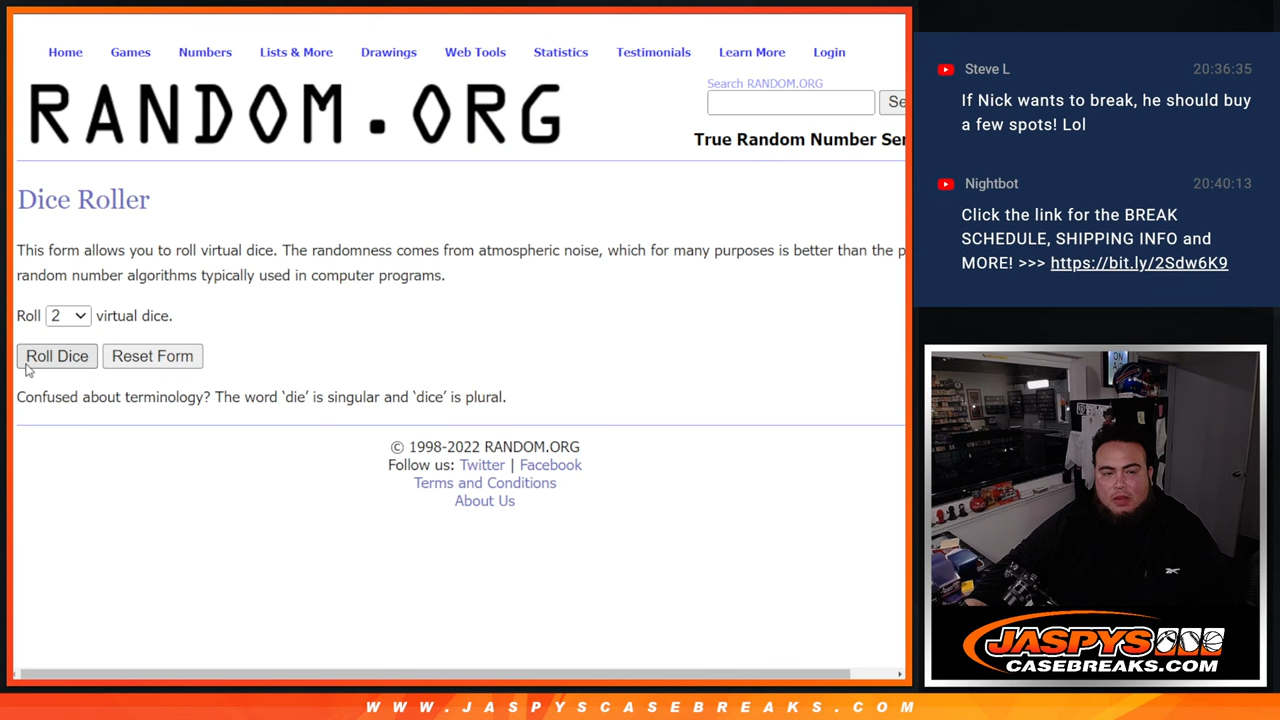 Home Games Numbers Lists & More Drawings Web Tools Statistics Testimonials Learn More Login
RANDOM.ORG
Search RANDOM.ORG
Se
True Random Number Ser
Dice Roller
This form allows you to roll virtual dice. The randomness comes from atmospheric noise, which for many purposes is better than the p
random number algorithms typically used in computer programs.
Roll 2 virtual dice.
Roll Dice Reset Form
Confused about terminology? The word ‘die’ is singular and ‘dice’ is plural.
© 1998-2022 RANDOM.ORG
Follow us: Twitter | Facebook
Terms and Conditions
About Us
Steve L 20:36:35
If Nick wants to break, he should buy
a few spots! Lol
Nightbot 20:40:13
Click the link for the BREAK
SCHEDULE, SHIPPING INFO and
MORE! >>> https://bit.ly/2Sdw6K9
ON
AIR
JASPYS
CASEBREAKS.COM
WWW.JASPYSCASEBREAKS.COM